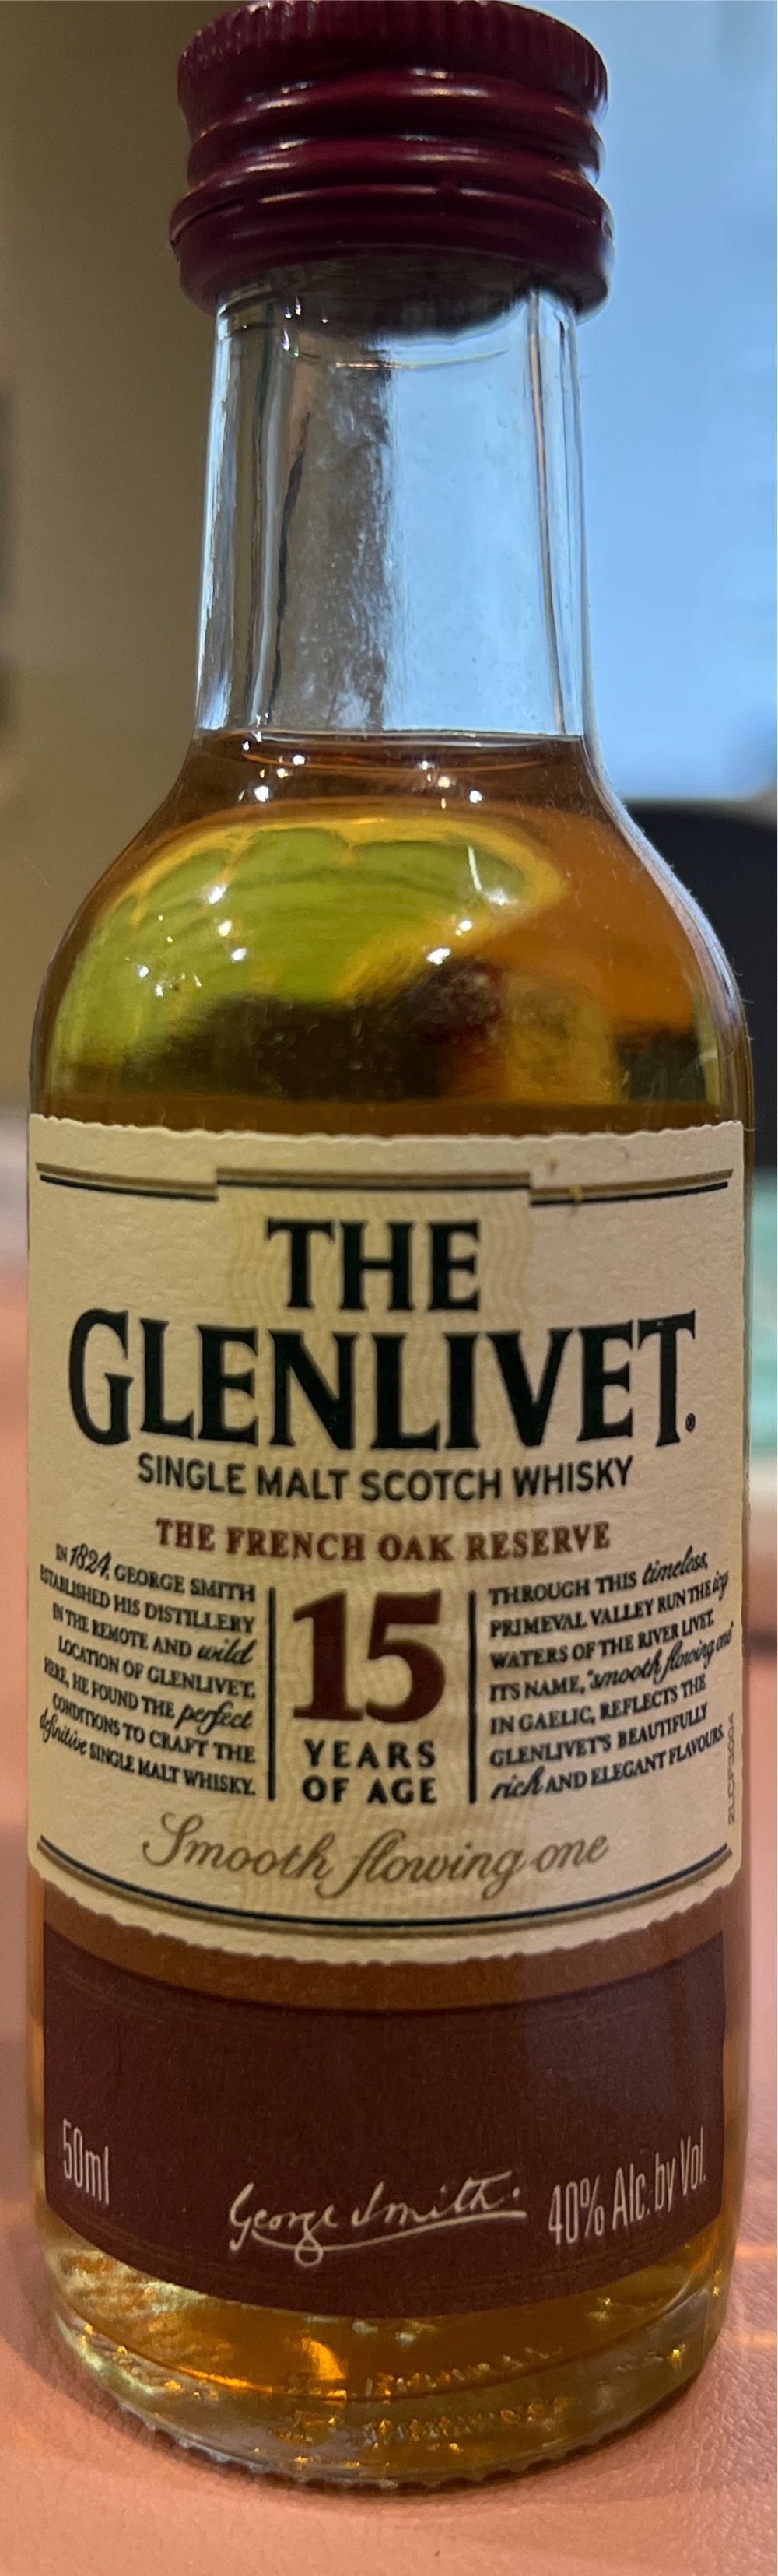 THE
GLENLIVET®
SINGLE MALT SCOTCH WHISKY
THE FRENCH OAK RESERVE
IN 1824, GEORGE SMITH
ESTABLISHED HIS DISTILLERY
IN THE REMOTE AND wild
LOCATION OF GLENLIVET.
HERE, HE FOUND THE perfect
CONDITIONS TO CRAFT THE
definitive SINGLE MALT WHISKY.
15
YEARS
OF AGE
THROUGH THIS timeless,
PRIMEVAL VALLEY RUN THE icy
WATERS OF THE RIVER LIVET.
ITS NAME, "smooth flowing one"
IN GAELIC, REFLECTS THE
GLENLIVET'S BEAUTIFULLY
rich AND ELEGANT FLAVOURS.
Smooth flowing one
50ml
George Smith
40% Alc. by Vol.